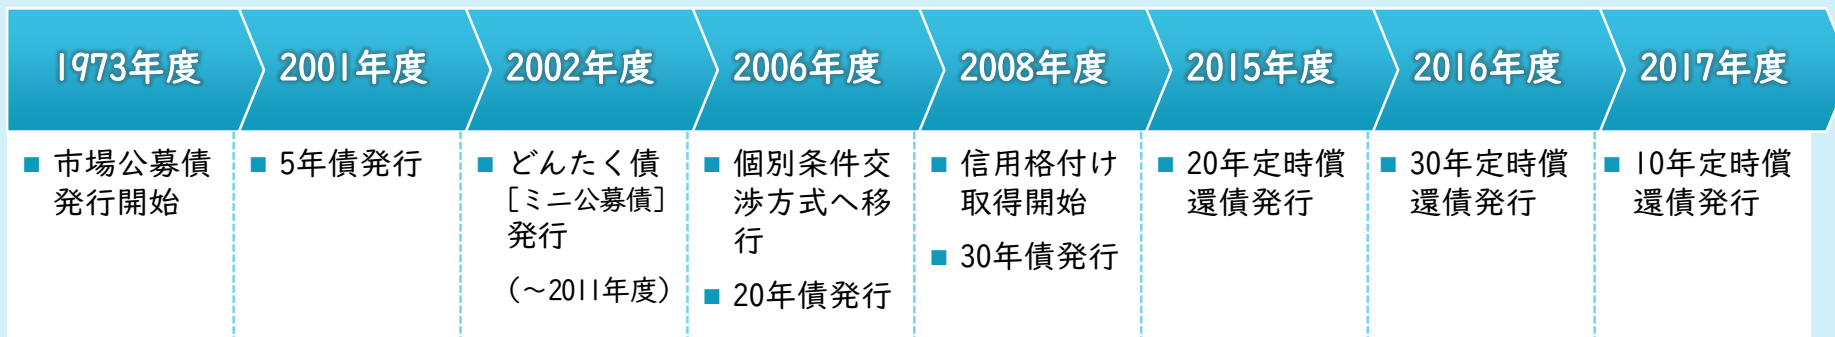 1973年度
2001年度
2002年度
2006年度
2008年度
2015年度
2016年度
2017年度
■ 市場公募債
発行開始
■ 5年債発行
■ どんたく債
[ミニ公募債]
発行
（～2011年度）
■ 個別条件交
渉方式へ移
行
■ 20年債発行
■ 信用格付け
取得開始
■ 30年債発行
■ 20年定時償
還債発行
■ 30年定時償
還債発行
■ 10年定時償
還債発行